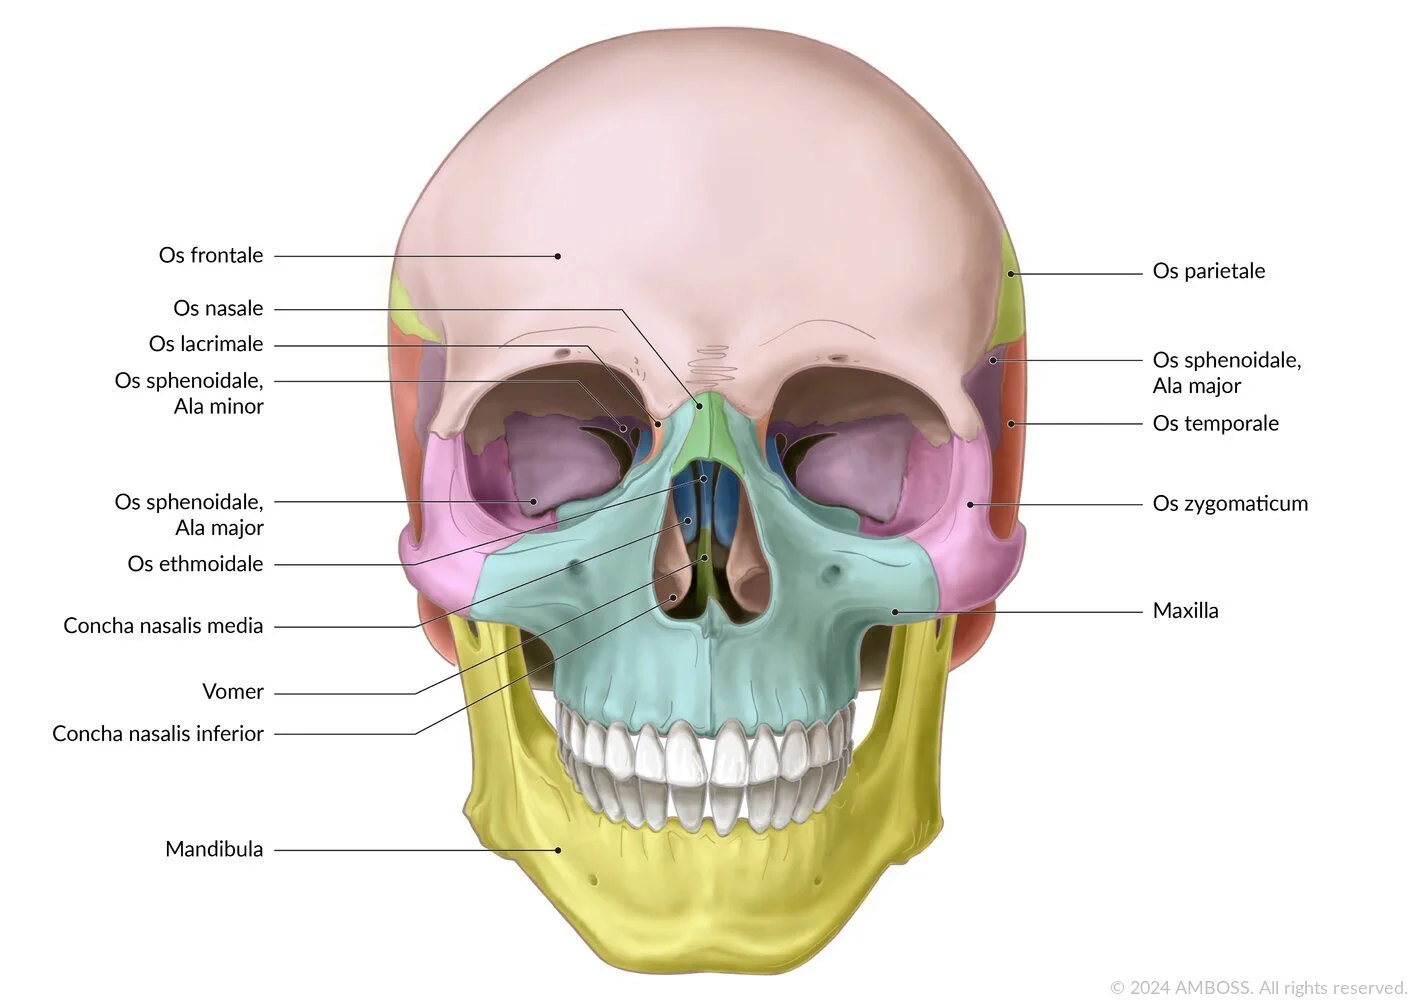 Os frontale
Os nasale
Os lacrimale
Os sphenoidale,
Ala minor
Os sphenoidale,
Ala major
Os ethmoidale
Concha nasalis media
Vomer
Concha nasalis inferior
Mandibula
Os parietale
Os sphenoidale,
Ala major
Os temporale
Os zygomaticum
Maxilla
© 2024 AMBOSS. All rights reserved.